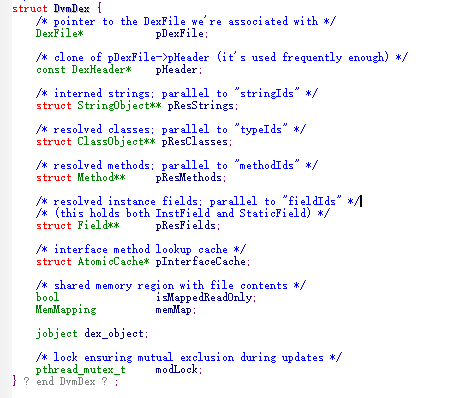 struct DvmDex {
    /* pointer to the DexFile we're associated with */
    DexFile*            pDexFile;

    /* clone of pDexFile->pHeader (it's used frequently enough) */
    const DexHeader*    pHeader;

    /* interned strings; parallel to "stringIds" */
    struct StringObject** pResStrings;

    /* resolved classes; parallel to "typeIds" */
    struct ClassObject** pResClasses;

    /* resolved methods; parallel to "methodIds" */
    struct Method**     pResMethods;

    /* resolved instance fields; parallel to "fieldIds" */
    /* (this holds both InstField and StaticField) */
    struct Field**      pResFields;

    /* interface method lookup cache */
    struct AtomicCache* pInterfaceCache;

    /* shared memory region with file contents */
    bool                isMappedReadOnly;
    MemMapping          memMap;

    jobject dex_object;

    /* lock ensuring mutual exclusion during updates */
    pthread_mutex_t     modLock;
} ? end DvmDex ? ;